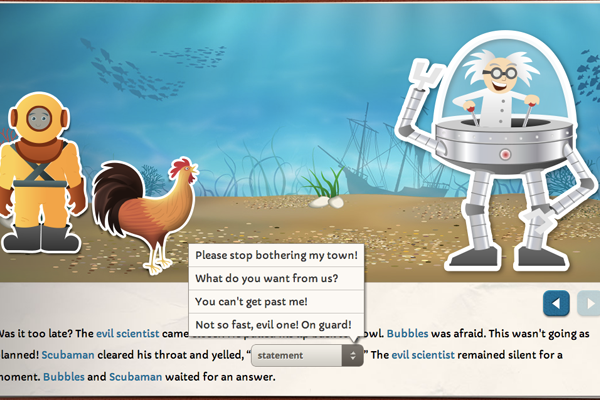 Please stop bothering my town!
What do you want from us?
You can't get past me!
Not so fast, evil one! On guard!
Was it too late? The evil scientist came owl. Bubbles was afraid. This wasn't going as
planned! Scubaman cleared his throat and yelled, “ statement ” The evil scientist remained silent for a
moment. Bubbles and Scubaman waited for an answer.